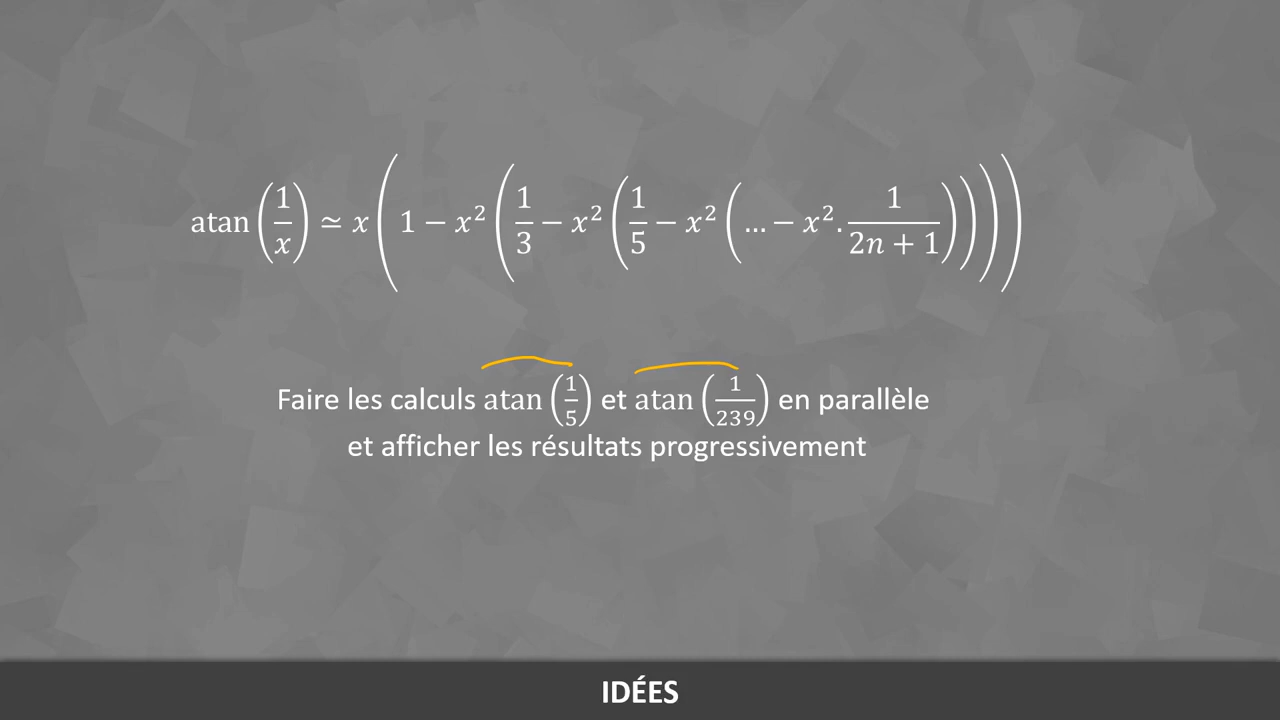 atan(1/x) ≃ x(1 − x²(1/3 − x²(1/5 − x²(… − x². 1/(2n + 1)))))
Faire les calculs atan(1/5) et atan(1/239) en parallèle
et afficher les résultats progressivement
IDÉES